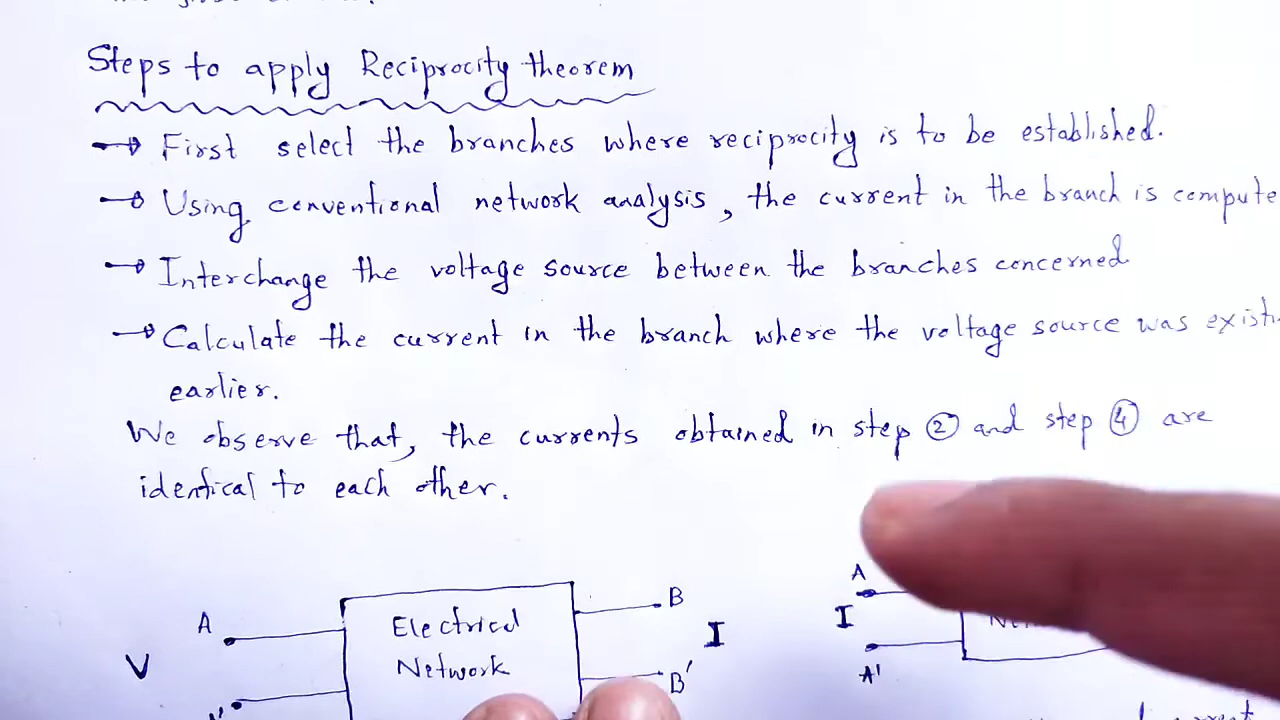 Steps to apply Reciprocity theorem
→ First select the branches where reciprocity is to be established.
→ Using conventional network analysis, the current in the branch is compute
→ Interchange the voltage source between the branches concerned
→ Calculate the current in the branch where the voltage source was existi
earlier.
We observe that, the currents obtained in step ② and step ④ are
identical to each other.
A
Electrical
Network
B
I
V
B'
A
I
A'